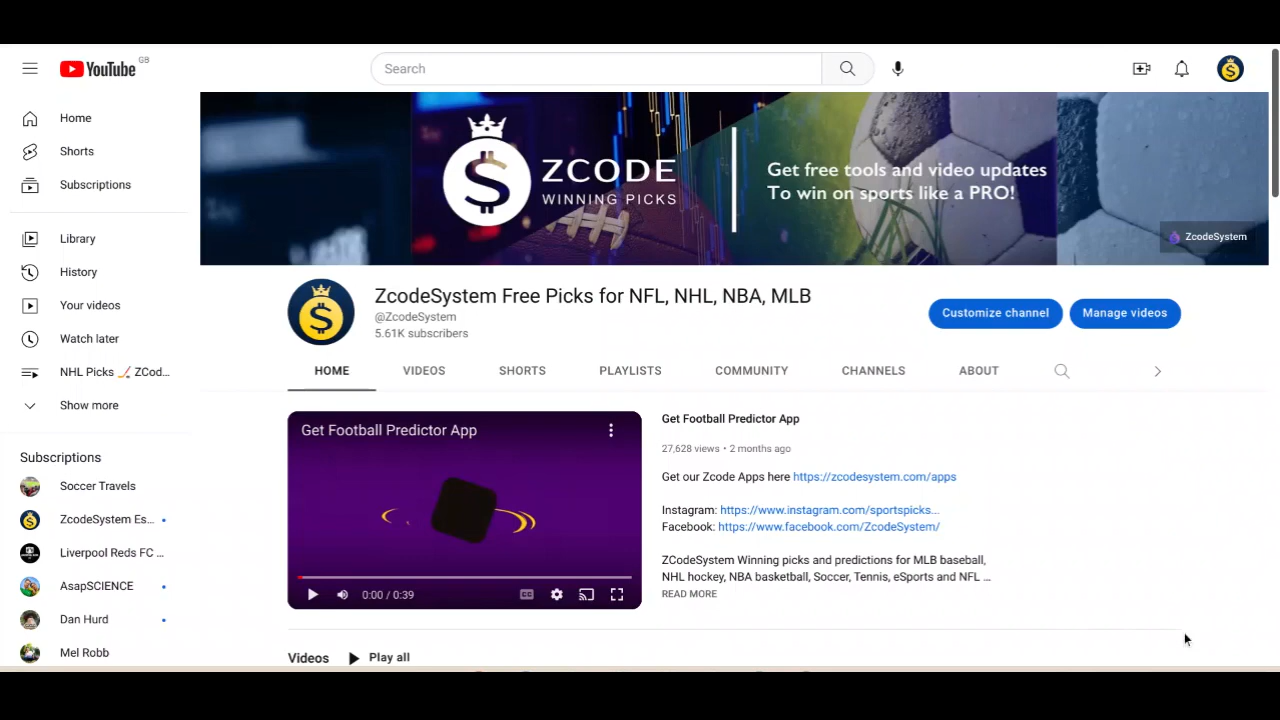 YouTube GB
Search
Home
Shorts
Subscriptions
Library
History
Your videos
Watch later
NHL Picks 🏒 ZCod...
Show more
Subscriptions
Soccer Travels
ZcodeSystem Es...
Liverpool Reds FC ...
AsapSCIENCE
Dan Hurd
Mel Robb
$ ZCODE
WINNING PICKS
Get free tools and video updates
To win on sports like a PRO!
ZcodeSystem
ZcodeSystem Free Picks for NFL, NHL, NBA, MLB
@ZcodeSystem
5.61K subscribers
Customize channel Manage videos
HOME VIDEOS SHORTS PLAYLISTS COMMUNITY CHANNELS ABOUT
Get Football Predictor App
0:00 / 0:39
Get Football Predictor App
27,628 views • 2 months ago
Get our Zcode Apps here https://zcodesystem.com/apps
Instagram: https://www.instagram.com/sportspicks...
Facebook: https://www.facebook.com/ZcodeSystem/
ZCodeSystem Winning picks and predictions for MLB baseball,
NHL hockey, NBA basketball, Soccer, Tennis, eSports and NFL ...
READ MORE
Videos Play all